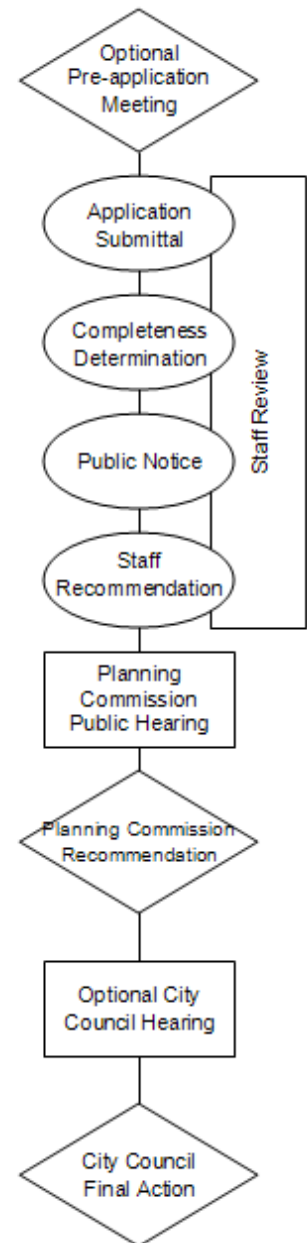 Optional
Pre-application
Meeting
Application
Submittal
Completeness
Determination
Public Notice
Staff
Recommendation
Staff Review
Planning
Commission
Public Hearing
Planning Commission
Recommendation
Optional City
Council Hearing
City Council
Final Action